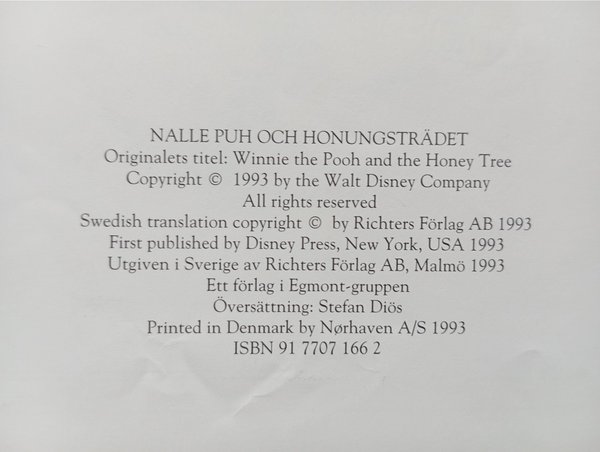 NALLE PUH OCH HONUNGSTRÄDET
Originalets titel: Winnie the Pooh and the Honey Tree
Copyright © 1993 by the Walt Disney Company
All rights reserved
Swedish translation copyright © by Richters Förlag AB 1993
First published by Disney Press, New York, USA 1993
Utgiven i Sverige av Richters Förlag AB, Malmö 1993
Ett förlag i Egmont-gruppen
Översättning: Stefan Diös
Printed in Denmark by Nørhaven A/S 1993
ISBN 91 7707 166 2